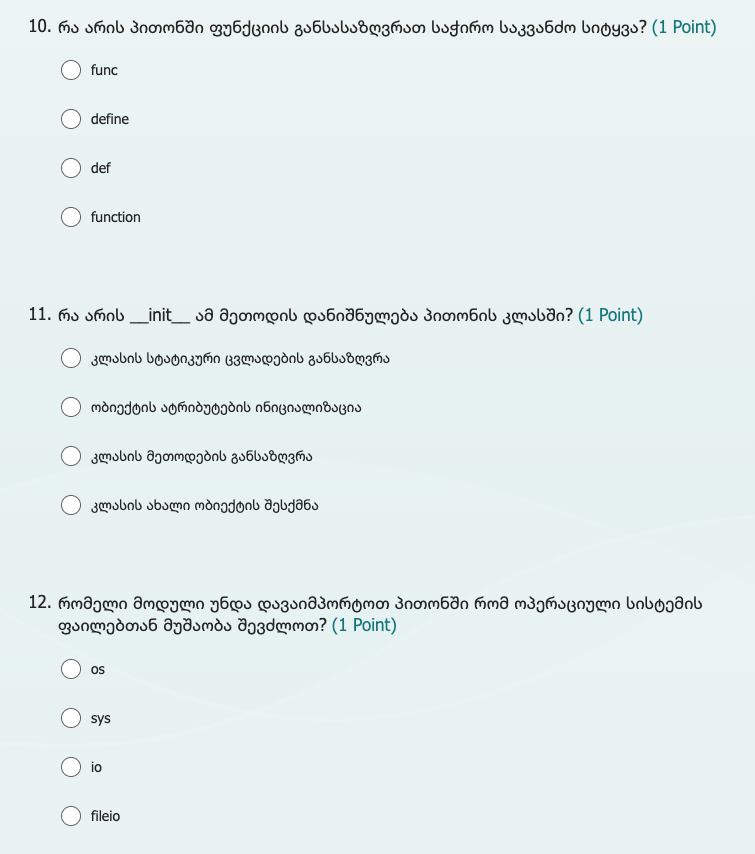 10. რა არის პითონში ფუნქციის განსასაზღვრათ საჭირო საკვანძო სიტყვა? (1 Point)
func
define
def
function
11. რა არის __init__ ამ მეთოდის დანიშნულება პითონის კლასში? (1 Point)
კლასის სტატიკური ცვლადების განსაზღვრა
ობიექტის ატრიბუტების ინიციალიზაცია
კლასის მეთოდების განსაზღვრა
კლასის ახალი ობიექტის შესქმნა
12. რომელი მოდული უნდა დავაიმპორტოთ პითონში რომ ოპერაციული სისტემის
ფაილებთან მუშაობა შევძლოთ? (1 Point)
os
sys
io
fileio